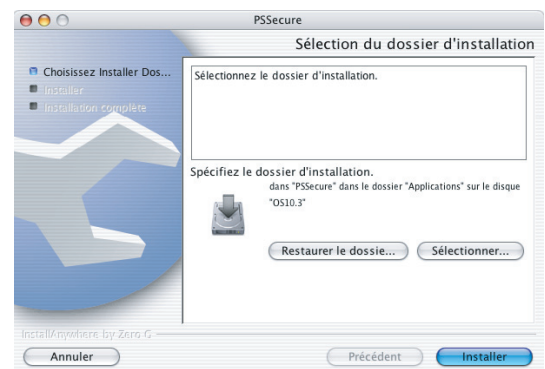 PSSecure
Sélection du dossier d'installation
Choisissez Installer Dos...
Installer
Installation complète
Sélectionnez le dossier d'installation.
Spécifiez le dossier d'installation.
dans "PSSecure" dans le dossier "Applications" sur le disque
"OS10.3"
Restaurer le dossie...
Sélectionner...
InstallAnywhere by Zero G
Annuler
Précédent
Installer